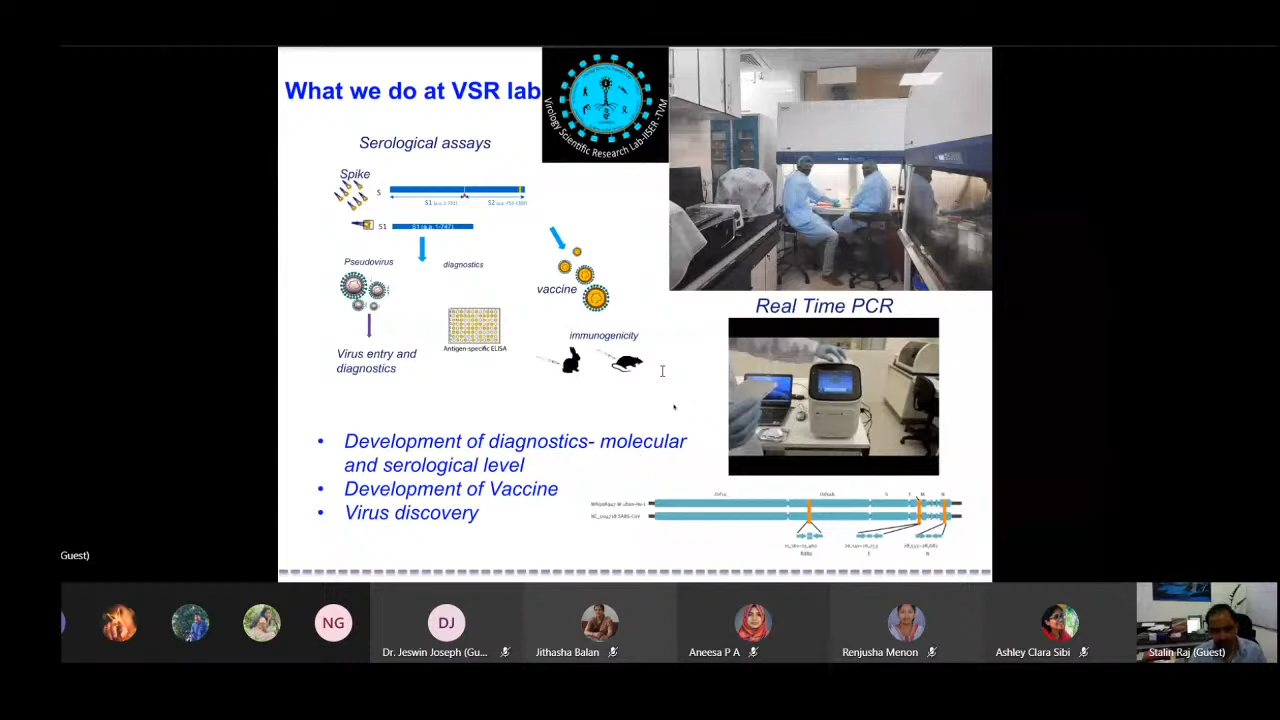 What we do at VSR lab
Virology Scientific Research Lab-IISER -TVM
Serological assays
Spike
S
S1
S2
S1
Pseudovirus
diagnostics
vaccine
immunogenicity
Antigen-specific ELISA
Virus entry and
diagnostics
Real Time PCR
• Development of diagnostics- molecular
and serological level
• Development of Vaccine
• Virus discovery
S E M N
SARS-CoV
E
N
Guest)
NG
DJ
Dr. Jeswin Joseph (Gu...
Jithasha Balan
Aneesa P A
Renjusha Menon
Ashley Clara Sibi
Stalin Raj (Guest)